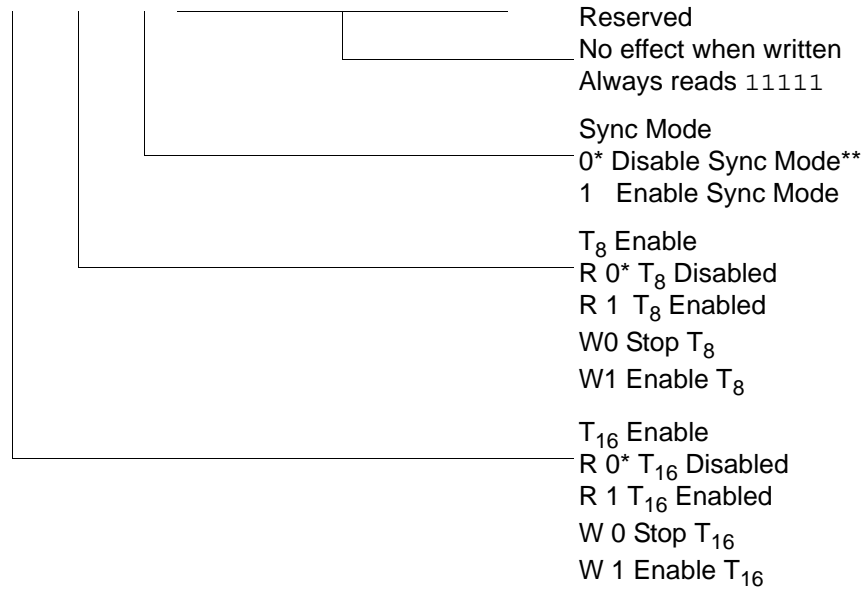 Reserved
No effect when written
Always reads 11111
Sync Mode
0* Disable Sync Mode**
1 Enable Sync Mode
T8 Enable
R 0* T8 Disabled
R 1 T8 Enabled
W0 Stop T8
W1 Enable T8
T16 Enable
R 0* T16 Disabled
R 1 T16 Enabled
W 0 Stop T16
W 1 Enable T16